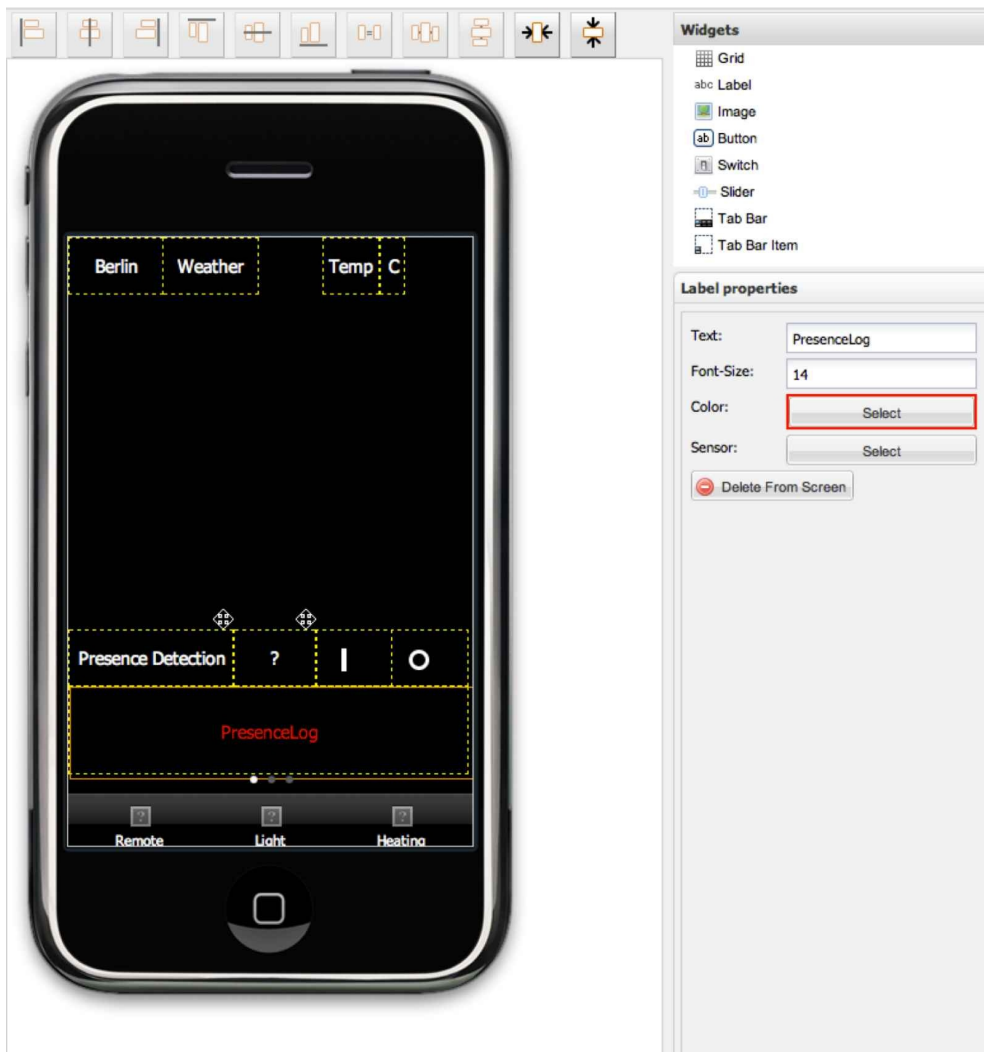 Widgets
Grid
abc Label
Image
ab Button
Switch
Slider
Tab Bar
Tab Bar Item
Label properties
Text: PresenceLog
Font-Size: 14
Color: Select
Sensor: Select
Delete From Screen
Berlin Weather Temp C
Presence Detection ? I O
PresenceLog
? ? ?
Remote Light Heating